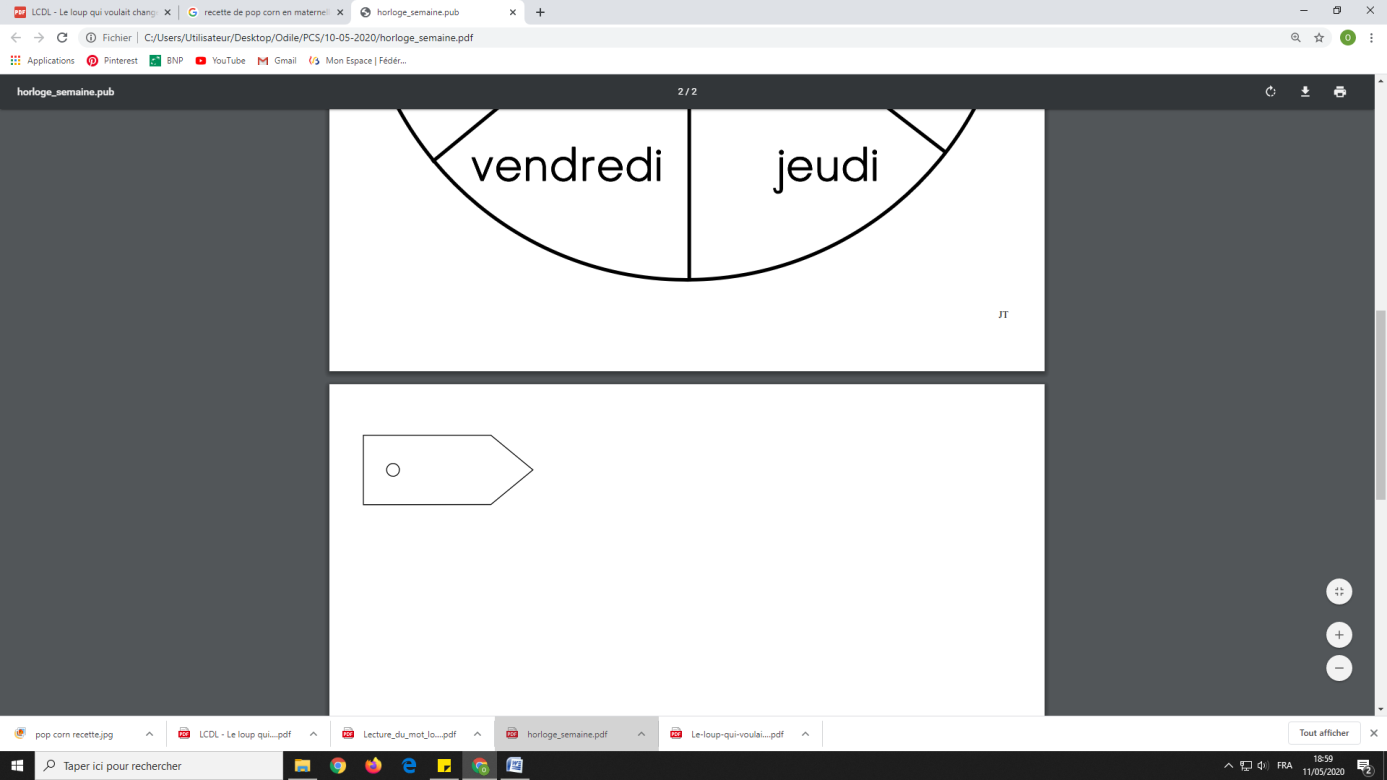 LCDL - Le loup qui voulait chang
recette de pop corn en maternel
horloge_semaine.pub
Fichier
C:/Users/Utilisateur/Desktop/Odile/PCS/10-05-2020/horloge_semaine.pdf
O
Applications
Pinterest
BNP
YouTube
Gmail
Mon Espace | Fédér...
horloge_semaine.pub
2 / 2
vendredi
jeudi
JT
pop corn recette.jpg
LCDL - Le loup qui....pdf
Lecture_du_mot_lo....pdf
horloge_semaine.pdf
Le-loup-qui-voulai....pdf
Tout afficher
Taper ici pour rechercher
FRA
18:59
11/05/2020
2